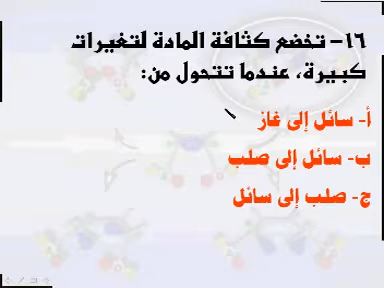 ١٦- تخضع كثافة المادة لتغيرات
كبيرة، عندما تتحول من:
أ- سائل إلى غاز
ب- سائل إلى صلب
ج- صلب إلى سائل